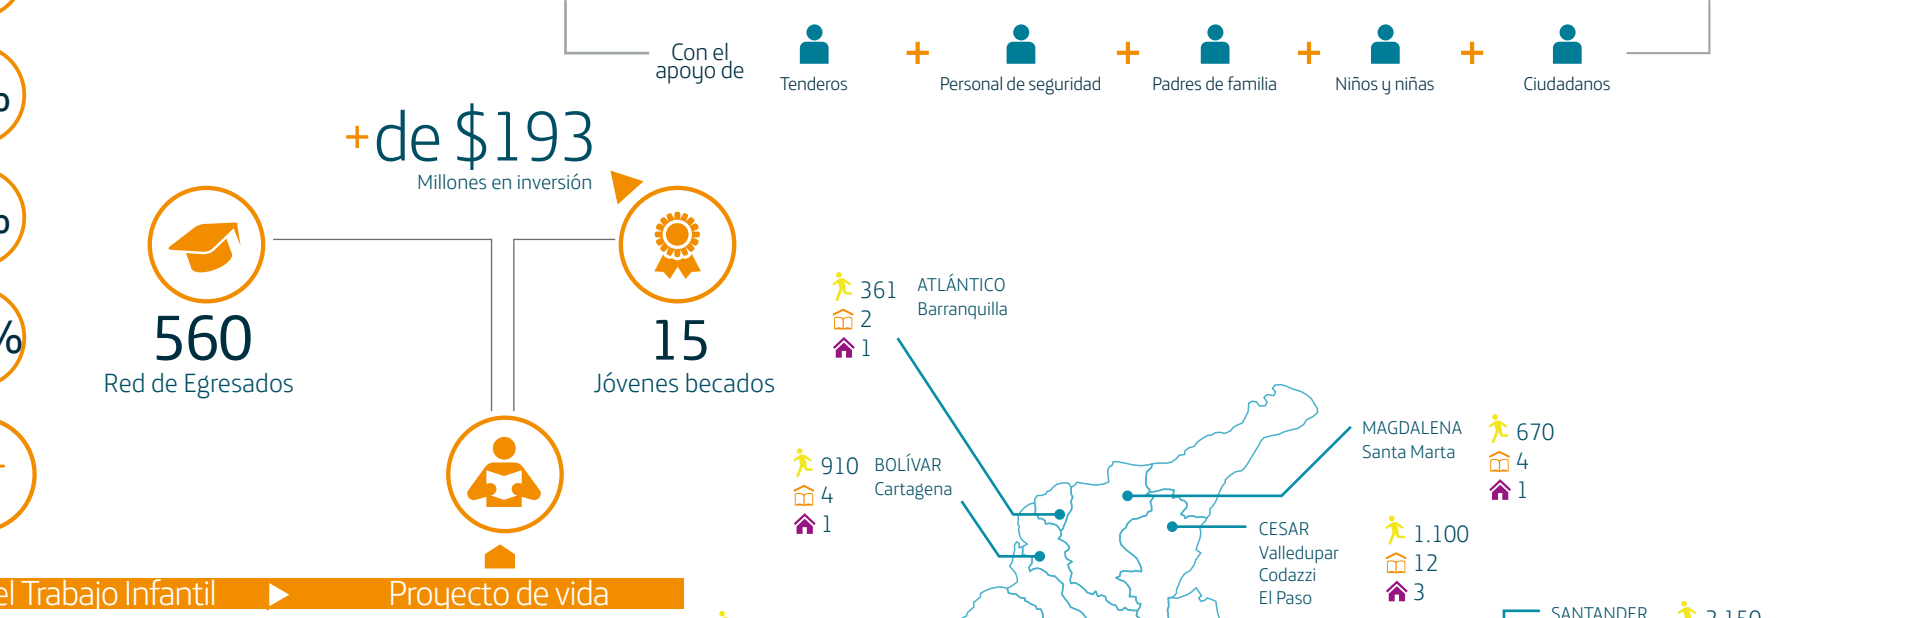 Con el
apoyo de
Tenderos
+
Personal de seguridad
+
Padres de familia
+
Niños y niñas
+
Ciudadanos
+de $193
Millones en inversión
560
Red de Egresados
15
Jóvenes becados
el Trabajo Infantil
Proyecto de vida
%
361
2
1
ATLÁNTICO
Barranquilla
910
4
1
BOLÍVAR
Cartagena
MAGDALENA
Santa Marta
670
4
1
CESAR
Valledupar
Codazzi
El Paso
1.100
12
3
SANTANDER